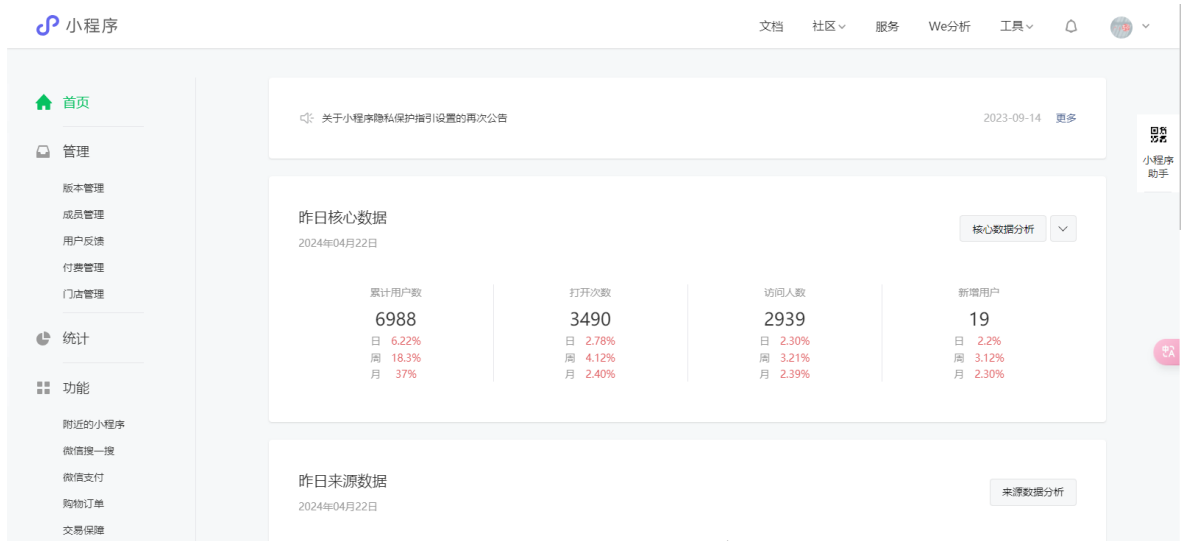 小程序
文档 社区 服务 We分析 工具
首页
管理
版本管理
成员管理
用户反馈
付费管理
门店管理
统计
功能
附近的小程序
微信搜一搜
微信支付
购物订单
交易保障
关于小程序隐私保护指引设置的再次公告 2023-09-14 更多
昨日核心数据
2024年04月22日
核心数据分析
累计用户数 打开次数 访问人数 新增用户
6988 3490 2939 19
日 6.22% 日 2.78% 日 2.30% 日 2.2%
周 18.3% 周 4.12% 周 3.21% 周 3.12%
月 37% 月 2.40% 月 2.39% 月 2.30%
昨日来源数据
2024年04月22日
来源数据分析
小程序
助手
中
A